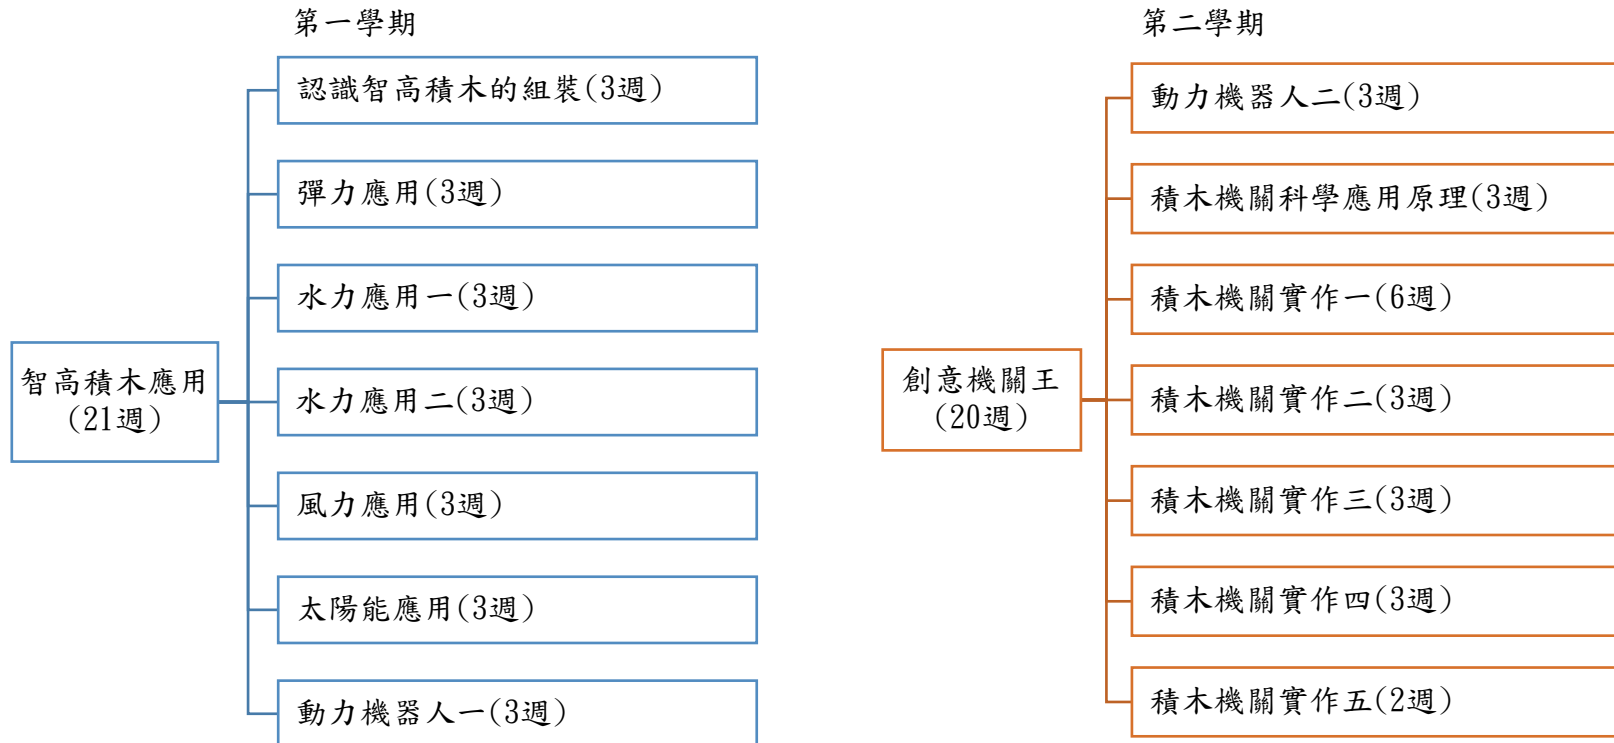 第一學期
智高積木應用
(21週)
認識智高積木的組裝(3週)
彈力應用(3週)
水力應用一(3週)
水力應用二(3週)
風力應用(3週)
太陽能應用(3週)
動力機器人一(3週)
第二學期
創意機關王
(20週)
動力機器人二(3週)
積木機關科學應用原理(3週)
積木機關實作一(6週)
積木機關實作二(3週)
積木機關實作三(3週)
積木機關實作四(3週)
積木機關實作五(2週)